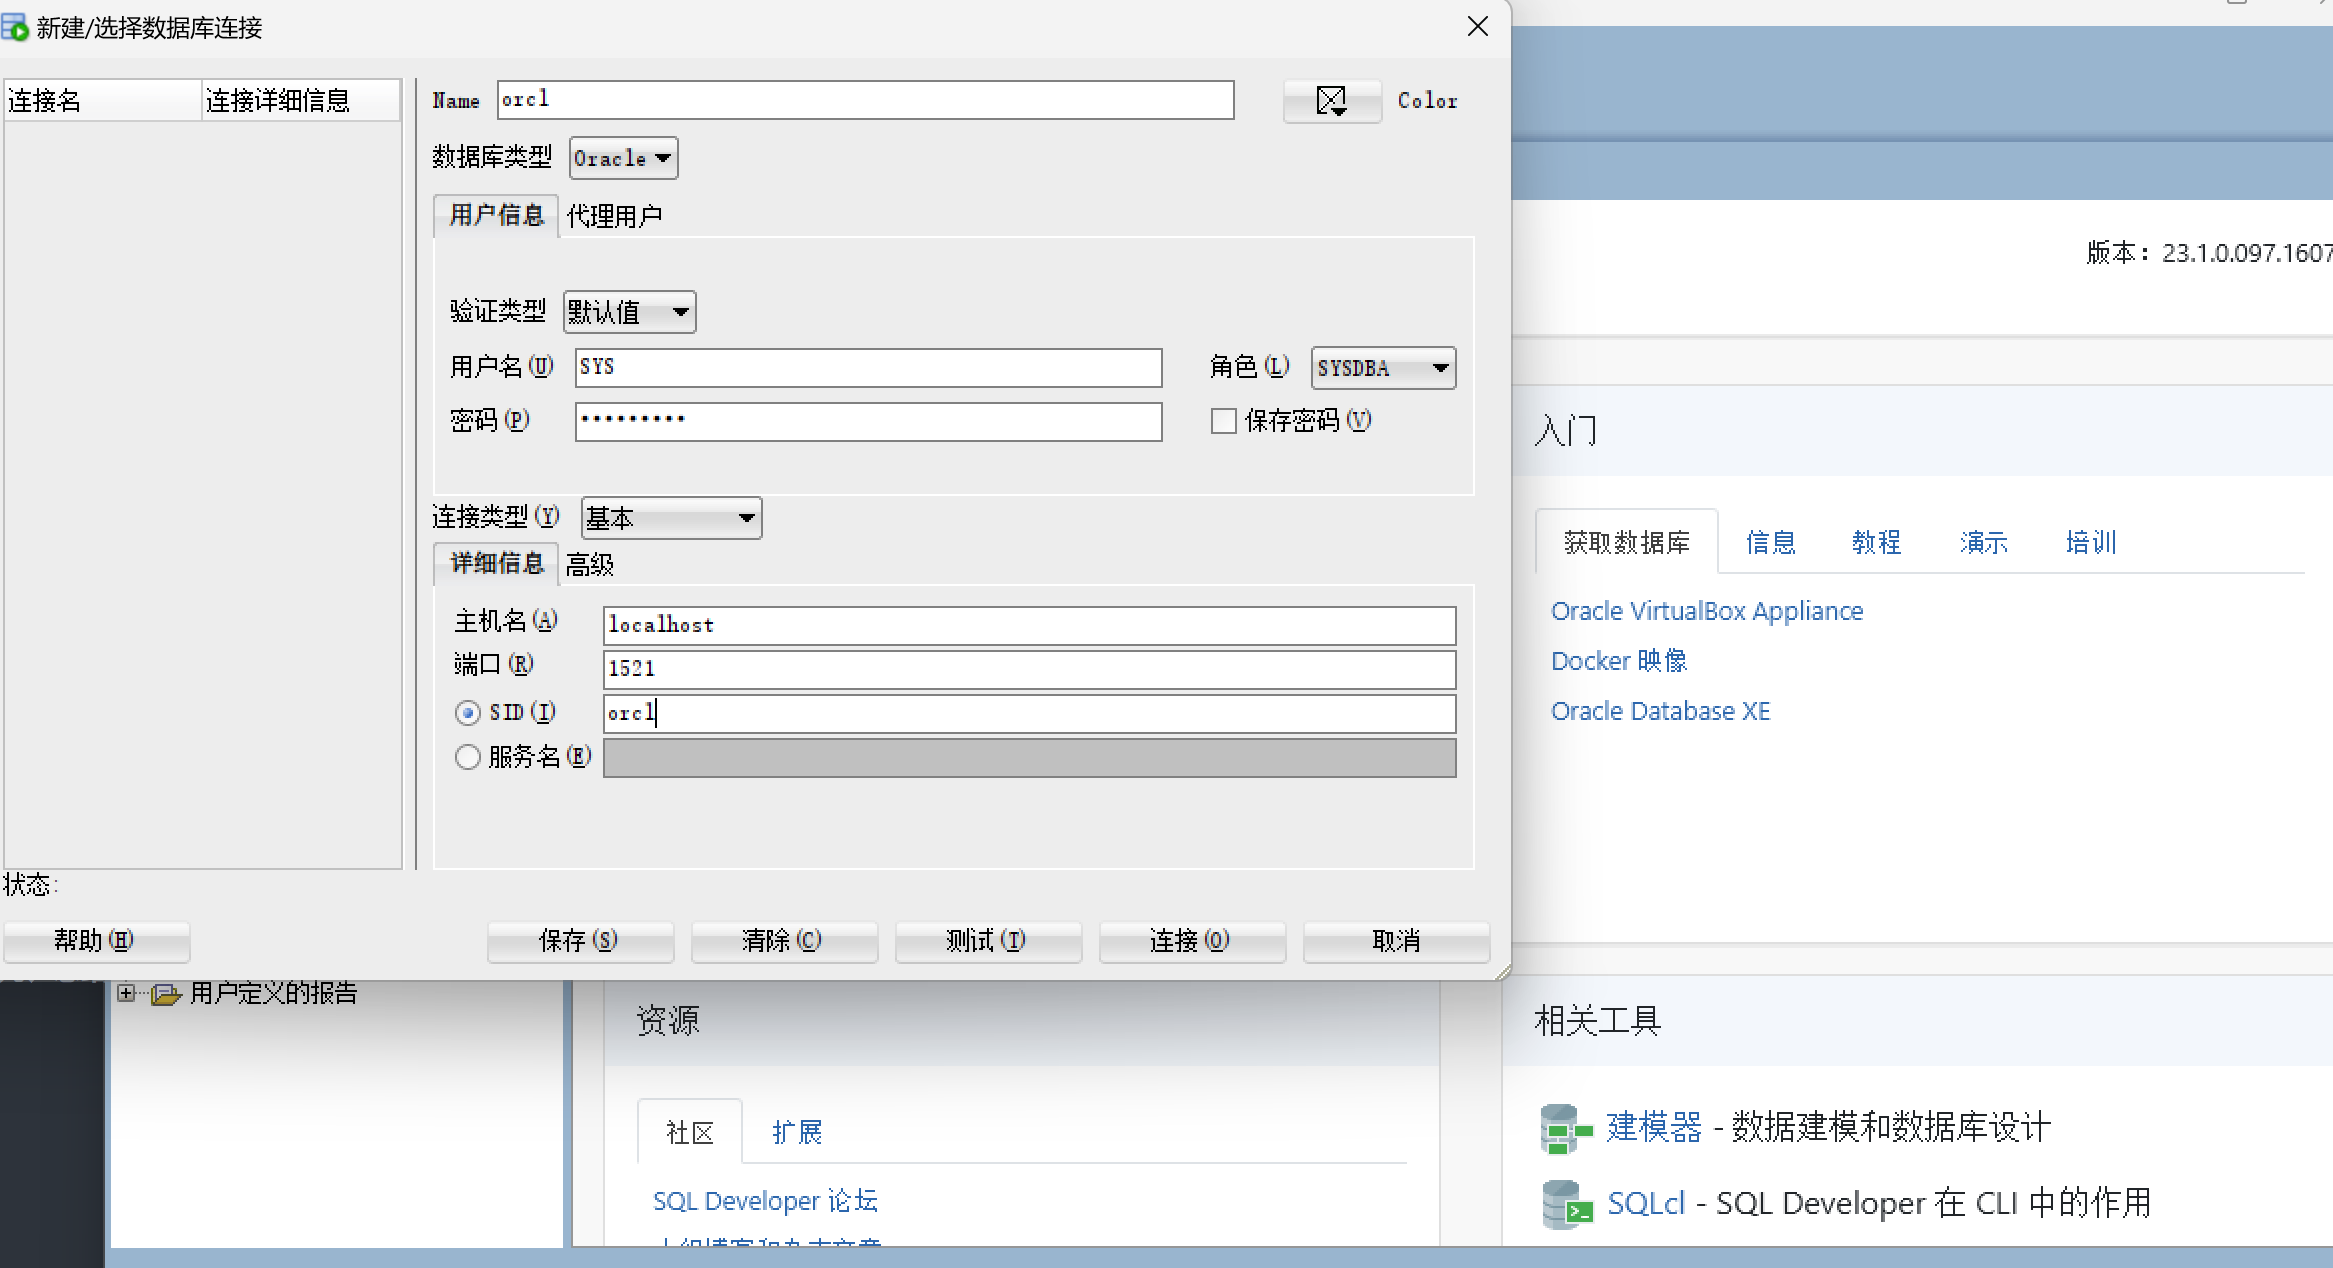 新建/选择数据库连接
连接名 连接详细信息
Name orcl Color
数据库类型 Oracle
用户信息 代理用户
验证类型 默认值
用户名(U) SYS 角色(L) SYSDBA
密码(P) ••••••••• 保存密码(V)
连接类型(Y) 基本
详细信息 高级
主机名(A) localhost
端口(R) 1521
SID(I) orcl
服务名(E)
状态:
帮助(H) 保存(S) 清除(C) 测试(T) 连接(O) 取消
版本：23.1.0.097.1607
入门
获取数据库 信息 教程 演示 培训
Oracle VirtualBox Appliance
Docker 映像
Oracle Database XE
用户定义的报告
资源
社区 扩展
SQL Developer 论坛
相关工具
建模器 - 数据建模和数据库设计
SQLcl - SQL Developer 在 CLI 中的作用